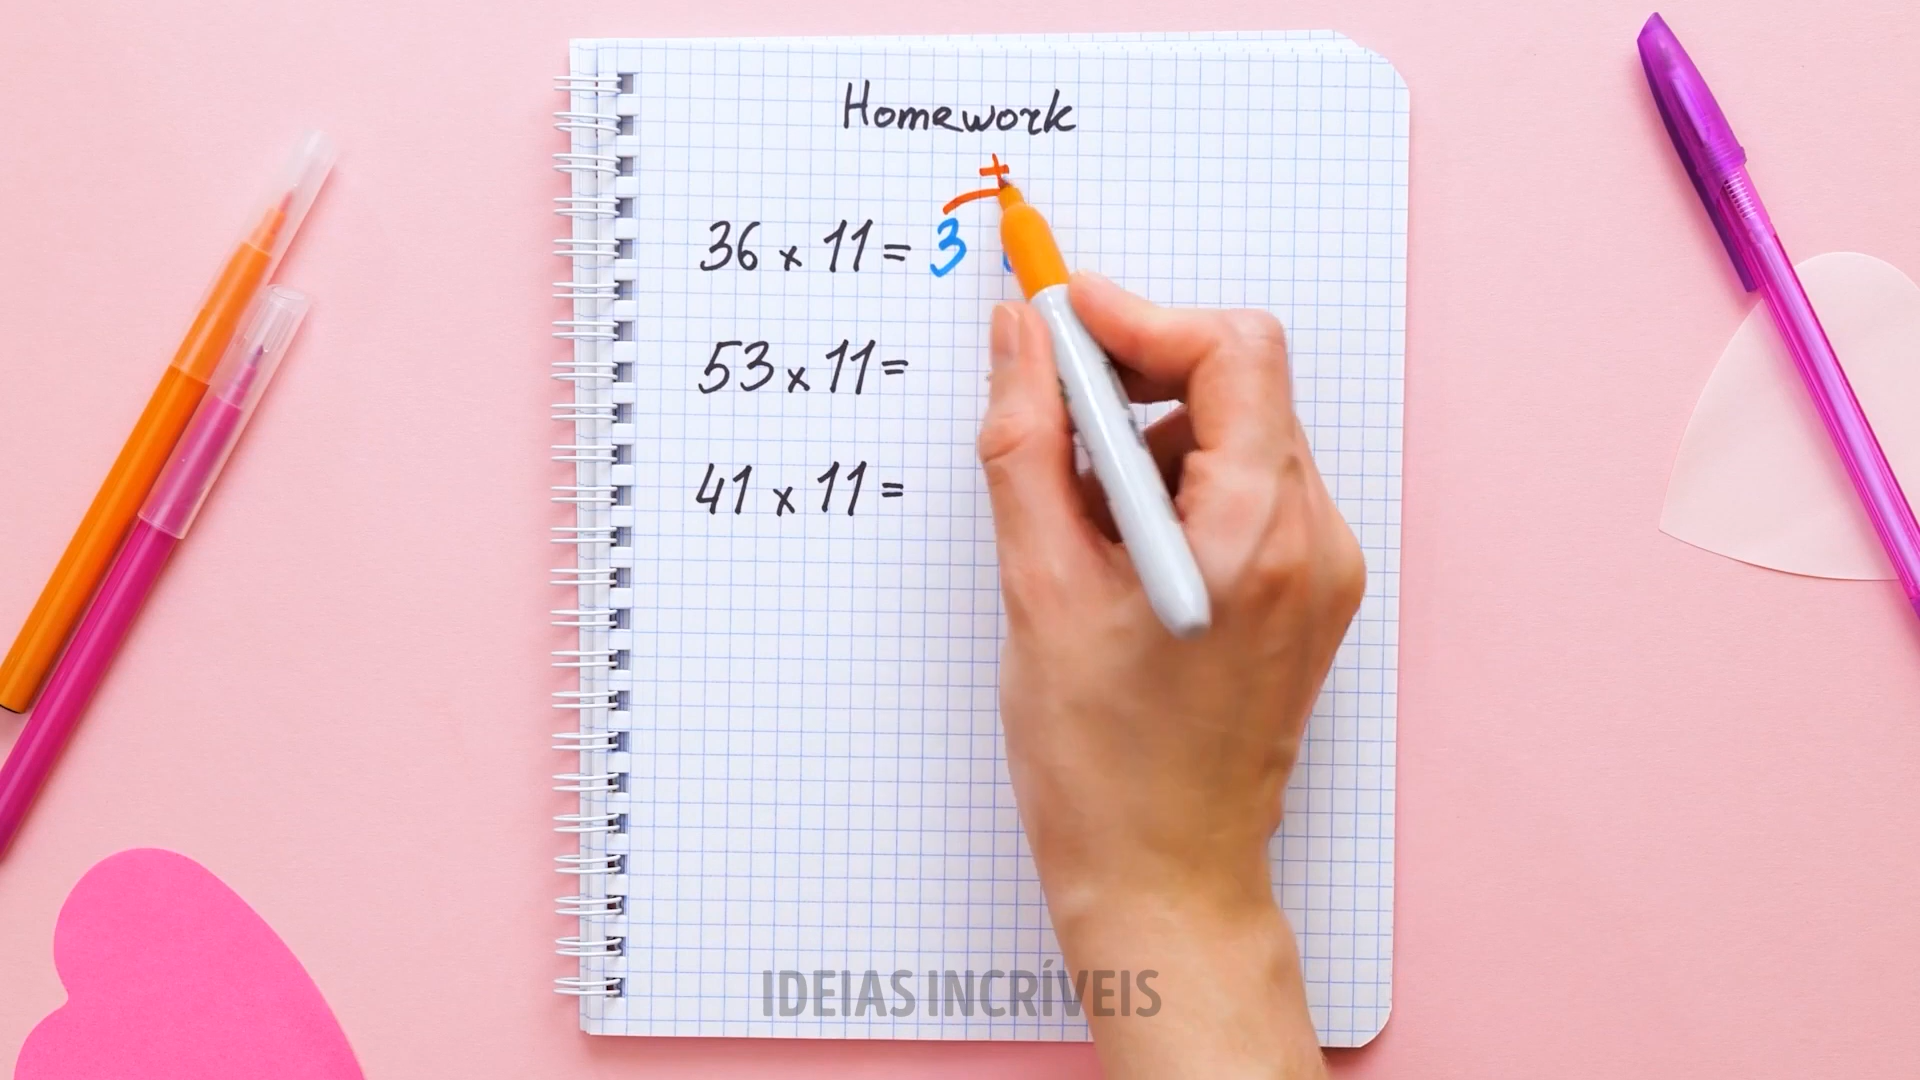 Homework
+
36 x 11 = 3
53 x 11 =
41 x 11 =
IDEIAS INCRÍVEIS